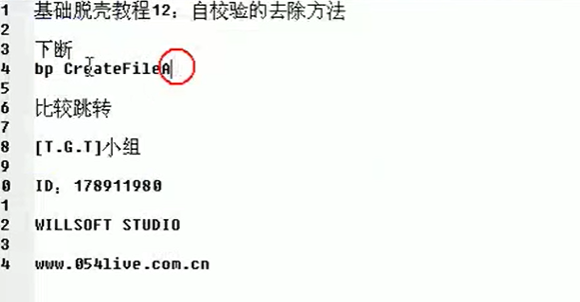 1 基础脱壳教程12：自校验的去除方法
2
3 下断
4 bp CreateFileA
5
6 比较跳转
7
8 [T.G.T]小组
9
0 ID：178911980
1
2 WILLSOFT STUDIO
3
4 www.054live.com.cn